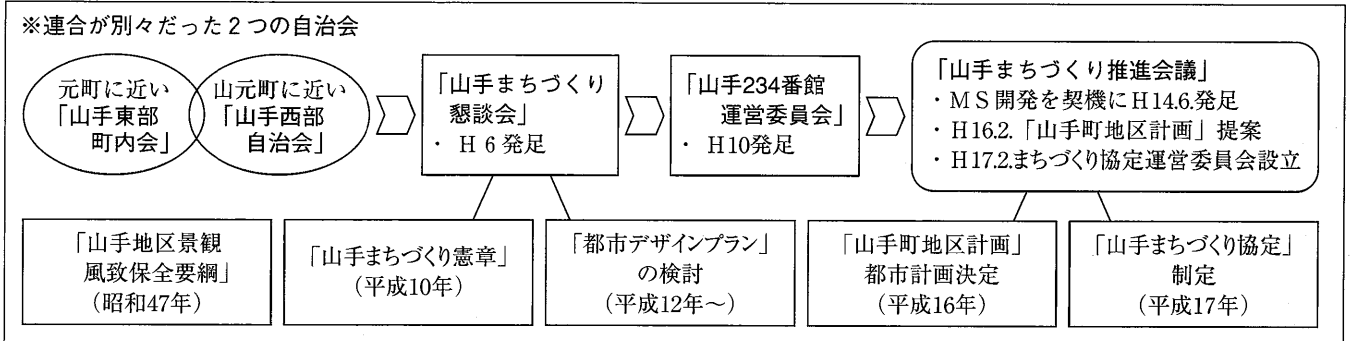 ※連合が別々だった2つの自治会
元町に近い
「山手東部
町内会」
山元町に近い
「山手西部
自治会」
「山手まちづくり
懇談会」
・ H 6 発足
「山手234番館
運営委員会」
・ H10発足
「山手まちづくり推進会議」
・MS開発を契機にH14.6.発足
・H16.2.「山手町地区計画」提案
・H17.2.まちづくり協定運営委員会設立
「山手地区景観
風致保全要綱」
(昭和47年)
「山手まちづくり憲章」
(平成10年)
「都市デザインプラン」
の検討
(平成12年～)
「山手町地区計画」
都市計画決定
(平成16年)
「山手まちづくり協定」
制定
(平成17年)